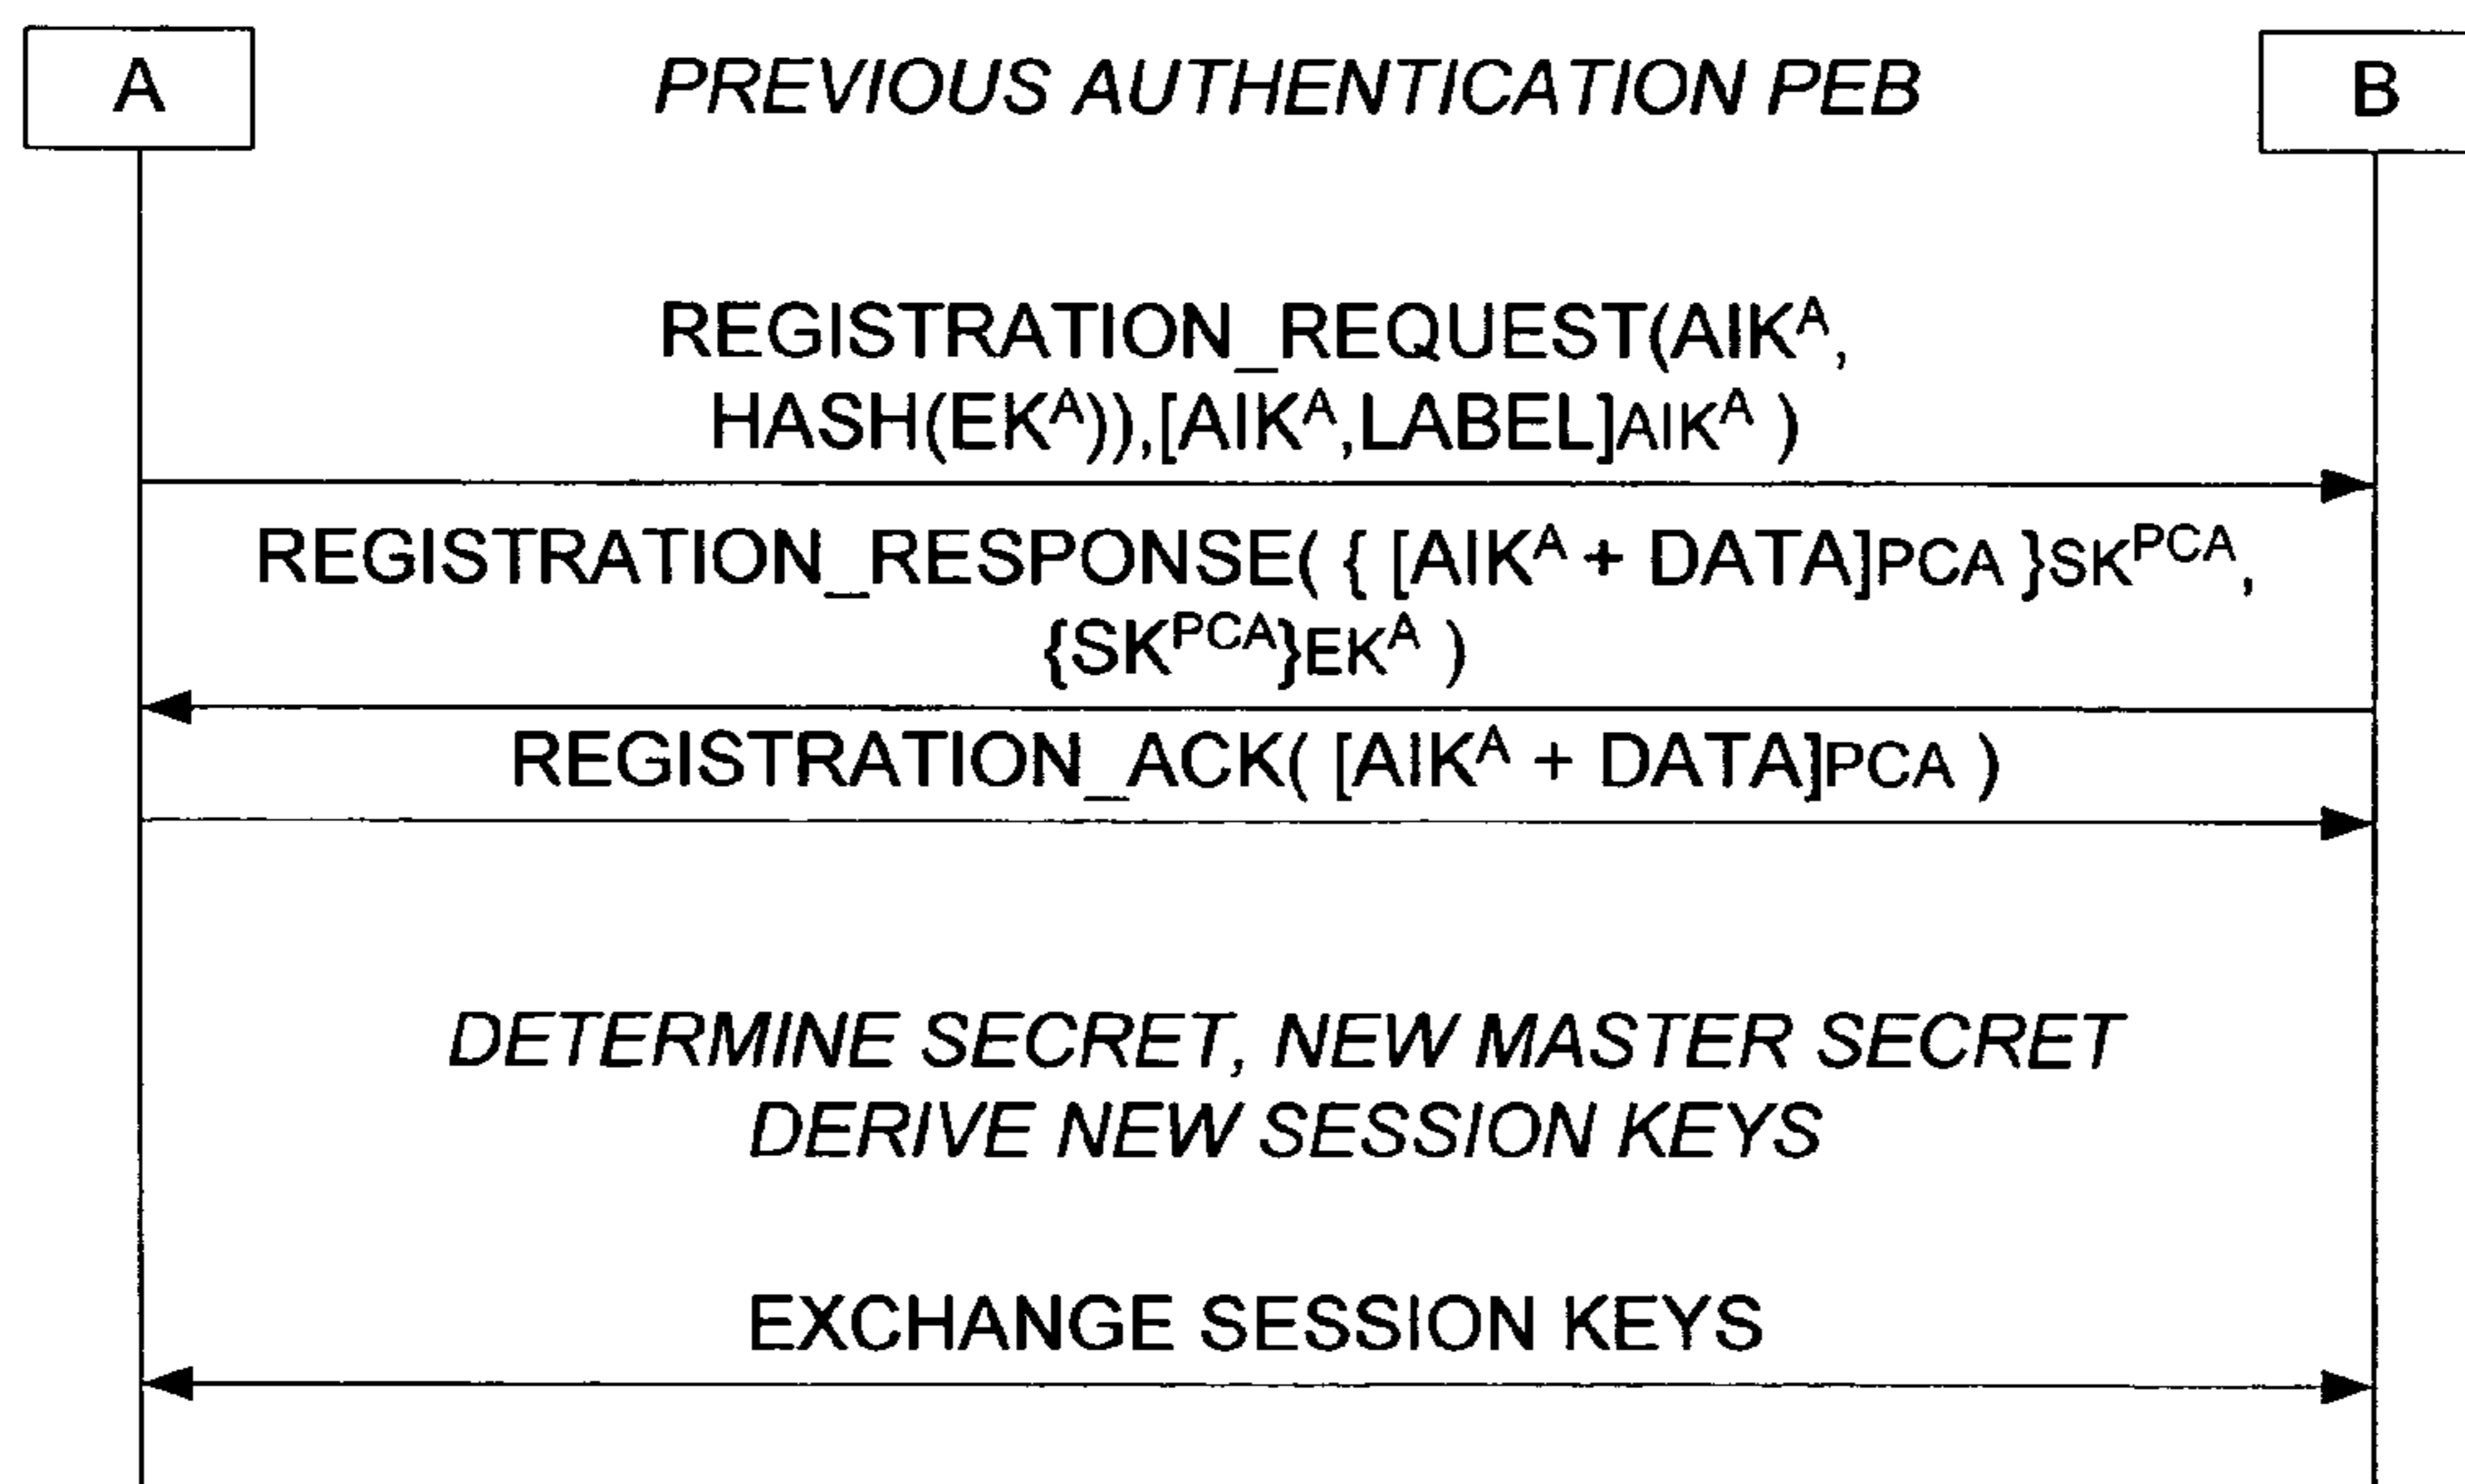 A
PREVIOUS AUTHENTICATION PEB
B
REGISTRATION_REQUEST(AIKᴬ,
HASH(EKᴬ)),[AIKᴬ,LABEL]AIKᴬ )
REGISTRATION_RESPONSE( { [AIKᴬ + DATA]PCA }SKᴾCᴬ,
{SKᴾCᴬ}EKᴬ )
REGISTRATION_ACK( [AIKᴬ + DATA]PCA )
DETERMINE SECRET, NEW MASTER SECRET
DERIVE NEW SESSION KEYS
EXCHANGE SESSION KEYS